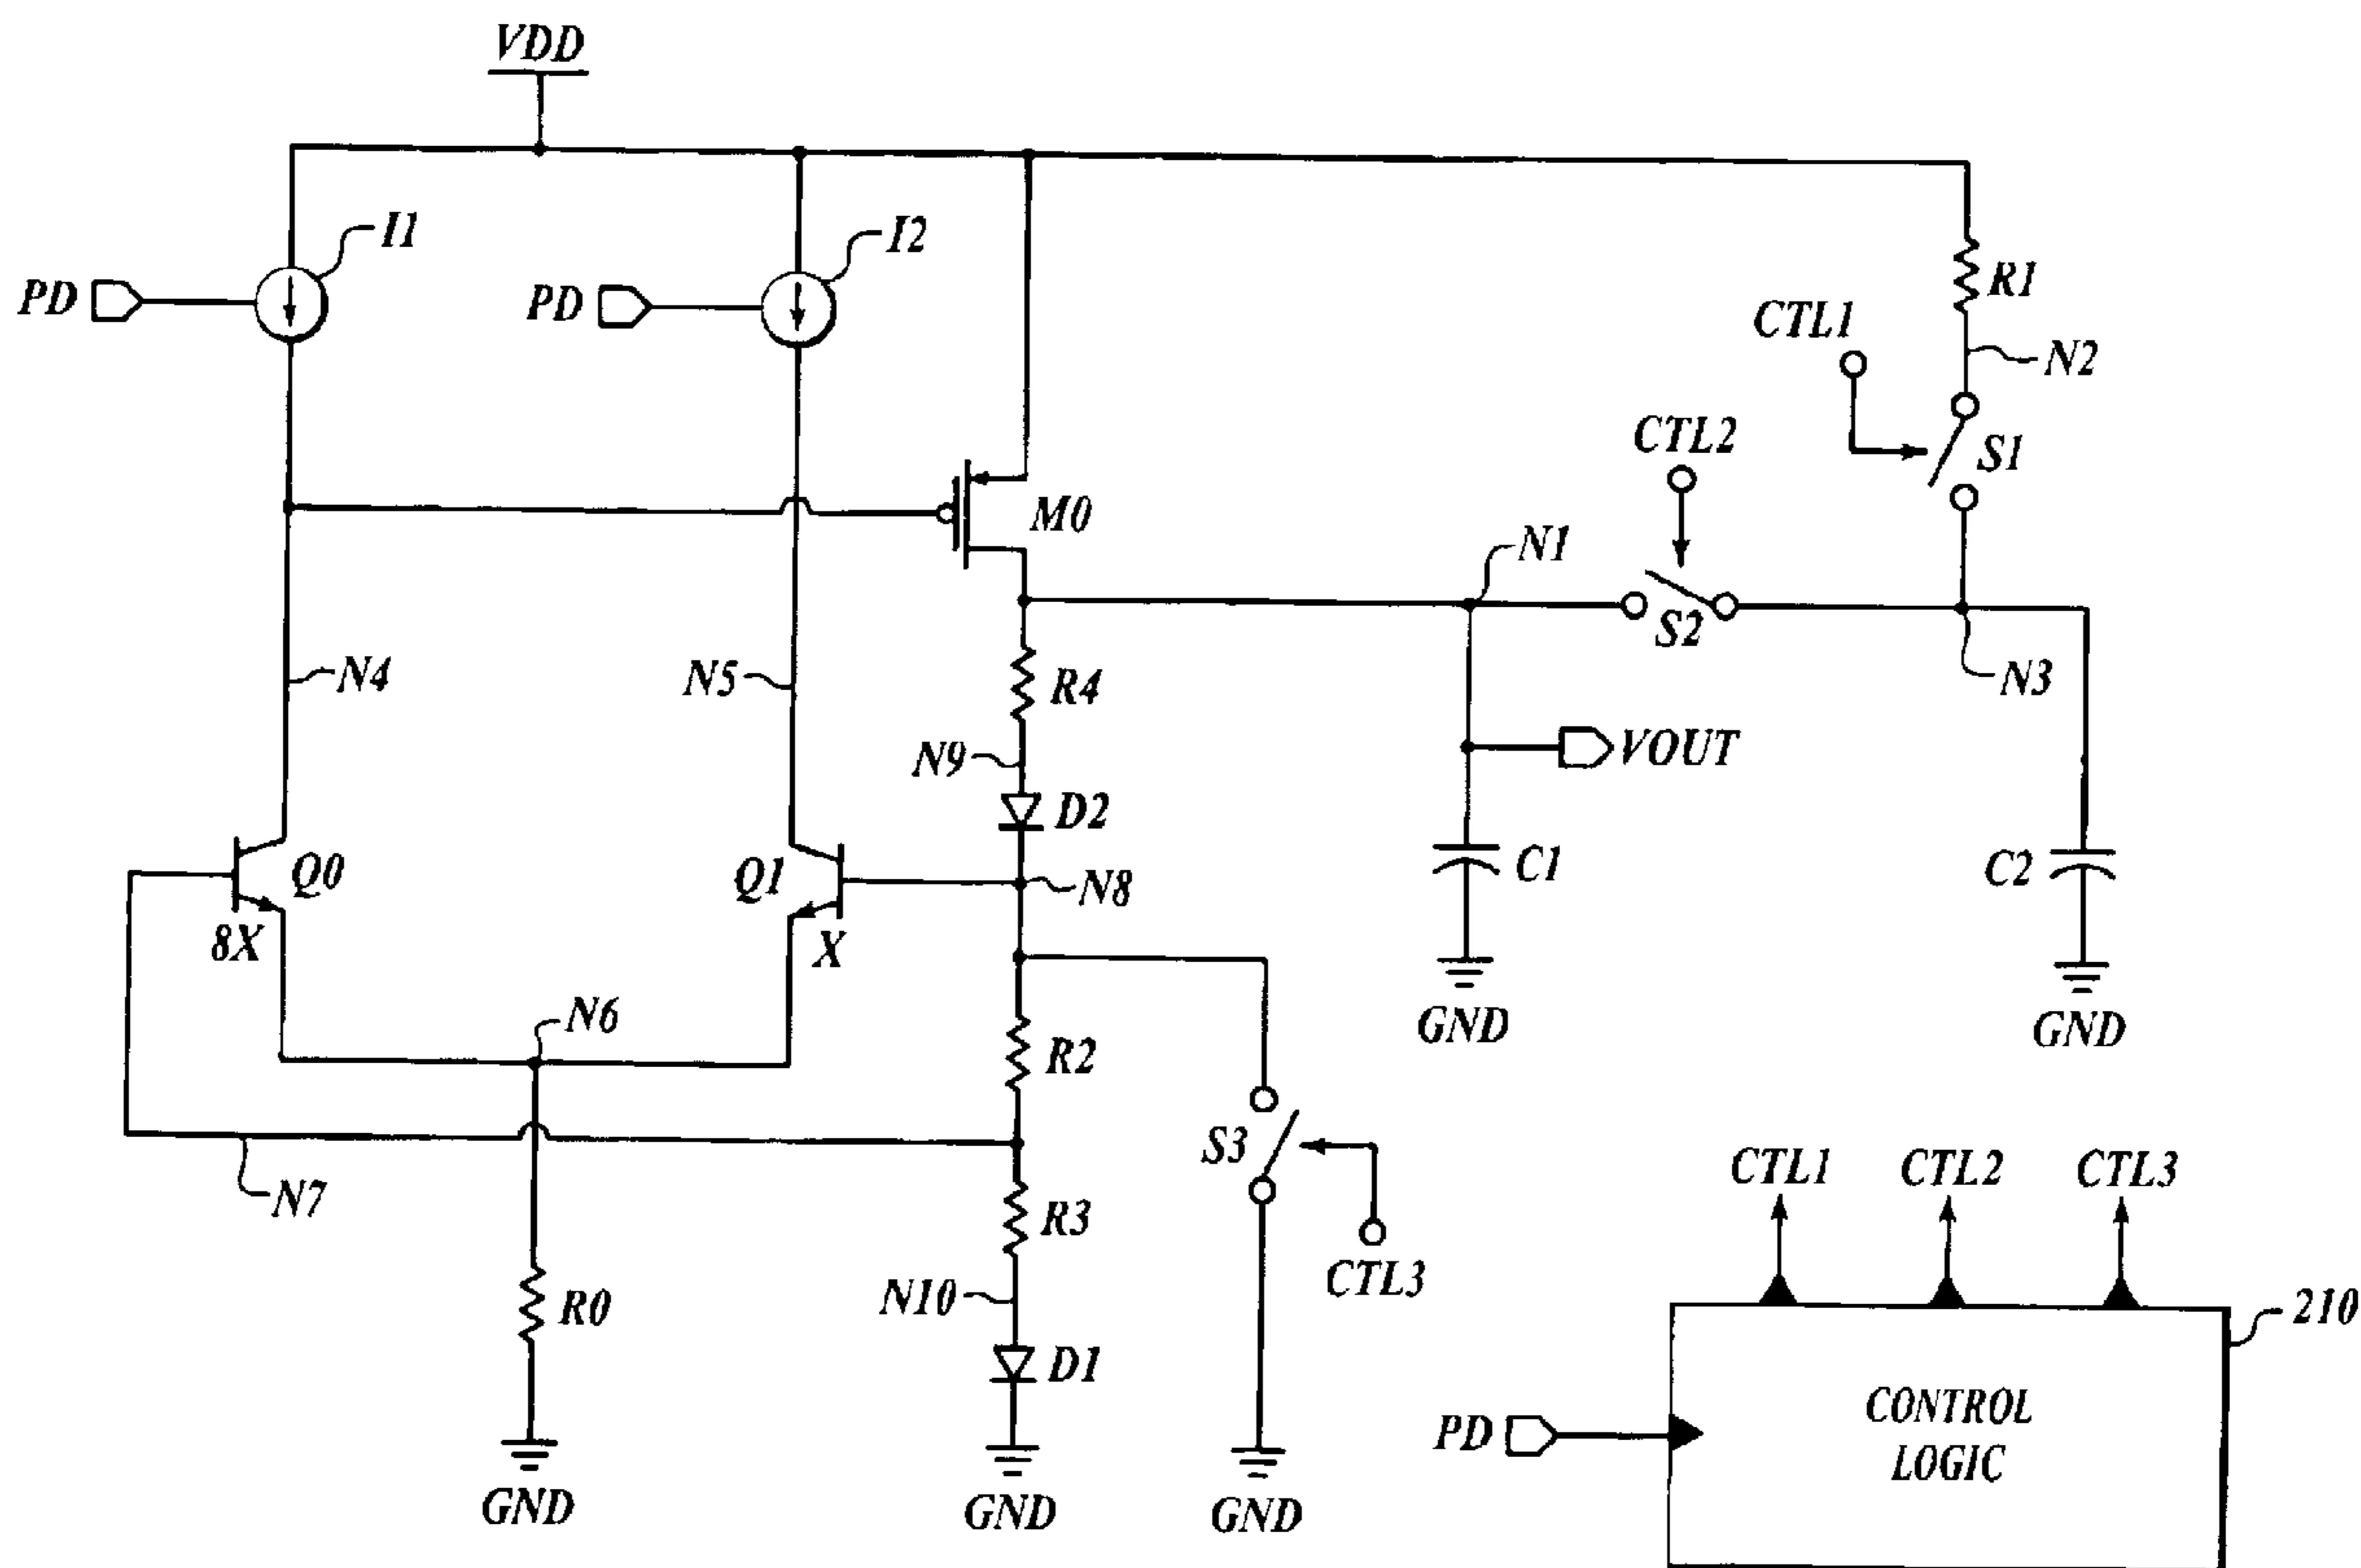 VDD
I1
I2
PD
PD
R1
CTL1
N2
CTL2
S1
M0
N1
S2
N4
N5
R4
N3
N9
VOUT
D2
Q0
Q1
N8
C1
C2
8X
X
N6
GND
GND
R2
S3
N7
R3
CTL1
CTL2
CTL3
CTL3
N10
R0
210
D1
CONTROL
LOGIC
PD
GND
GND
GND